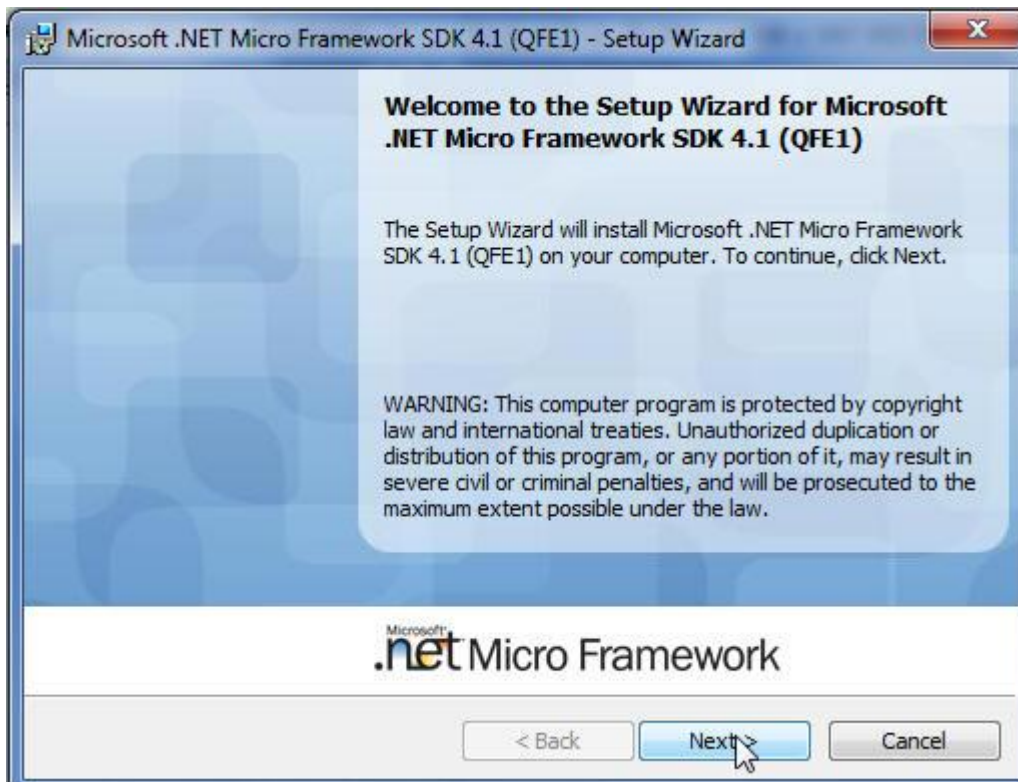 Microsoft .NET Micro Framework SDK 4.1 (QFE1) - Setup Wizard
X
Welcome to the Setup Wizard for Microsoft
.NET Micro Framework SDK 4.1 (QFE1)
The Setup Wizard will install Microsoft .NET Micro Framework
SDK 4.1 (QFE1) on your computer. To continue, click Next.
WARNING: This computer program is protected by copyright
law and international treaties. Unauthorized duplication or
distribution of this program, or any portion of it, may result in
severe civil or criminal penalties, and will be prosecuted to the
maximum extent possible under the law.
Microsoft
.net Micro Framework
< Back
Next >
Cancel